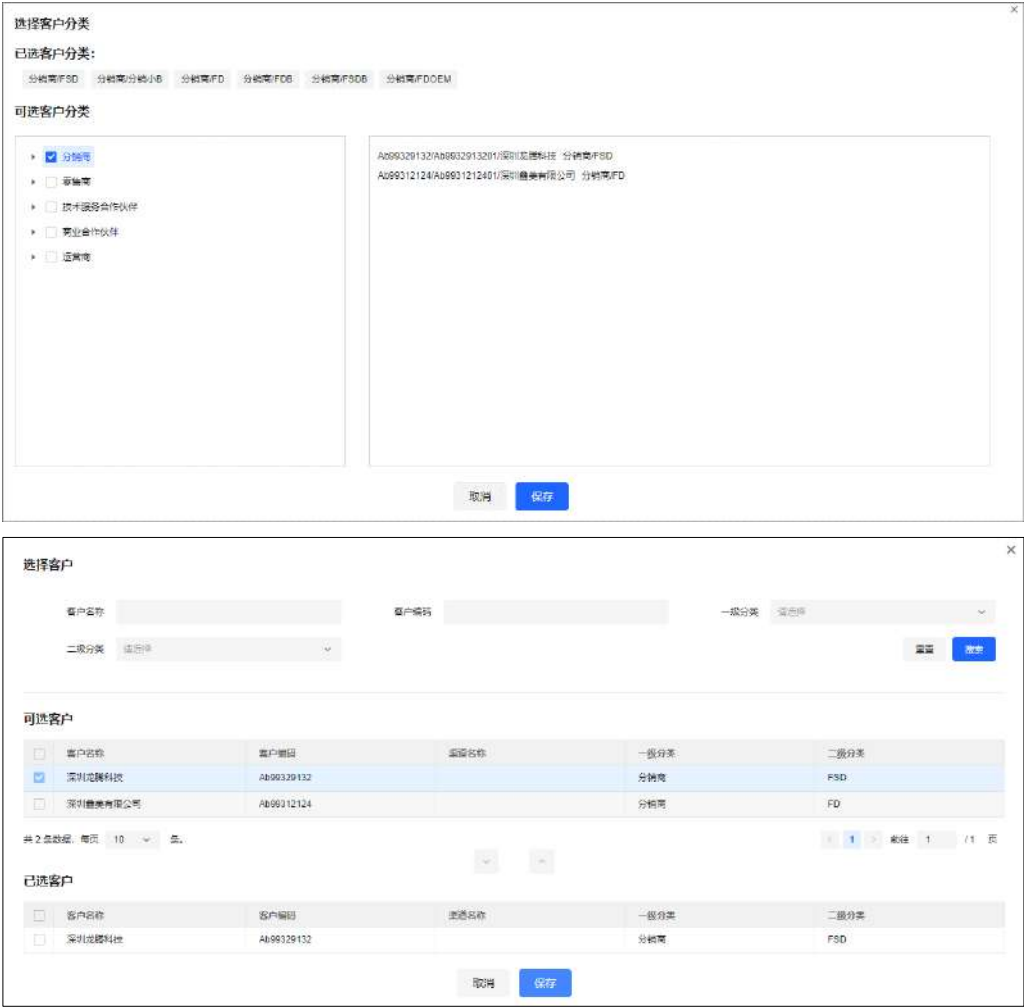 选择客户分类
已选客户分类：
分销商/FSD 分销商/分销小B 分销商/FD 分销商/FDB 分销商/FSDB 分销商/FDOEM
可选客户分类
分销商
零售商
技术服务合作伙伴
商业合作伙伴
运营商
Ab99329132/Ab9932913201/深圳龙腾科技 分销商/FSD
Ab99312124/Ab9931212401/深圳鑫美有限公司 分销商/FD
取消 保存
选择客户
客户名称 客户编码 一级分类 请选择
二级分类 请选择 重置 搜索
可选客户
客户名称 客户编码 渠道名称 一级分类 二级分类
深圳龙腾科技 Ab99329132 分销商 FSD
深圳鑫美有限公司 Ab99312124 分销商 FD
共 2 条数据，每页 10 条。 1 前往 1 /1 页
已选客户
客户名称 客户编码 渠道名称 一级分类 二级分类
深圳龙腾科技 Ab99329132 分销商 FSD
取消 保存